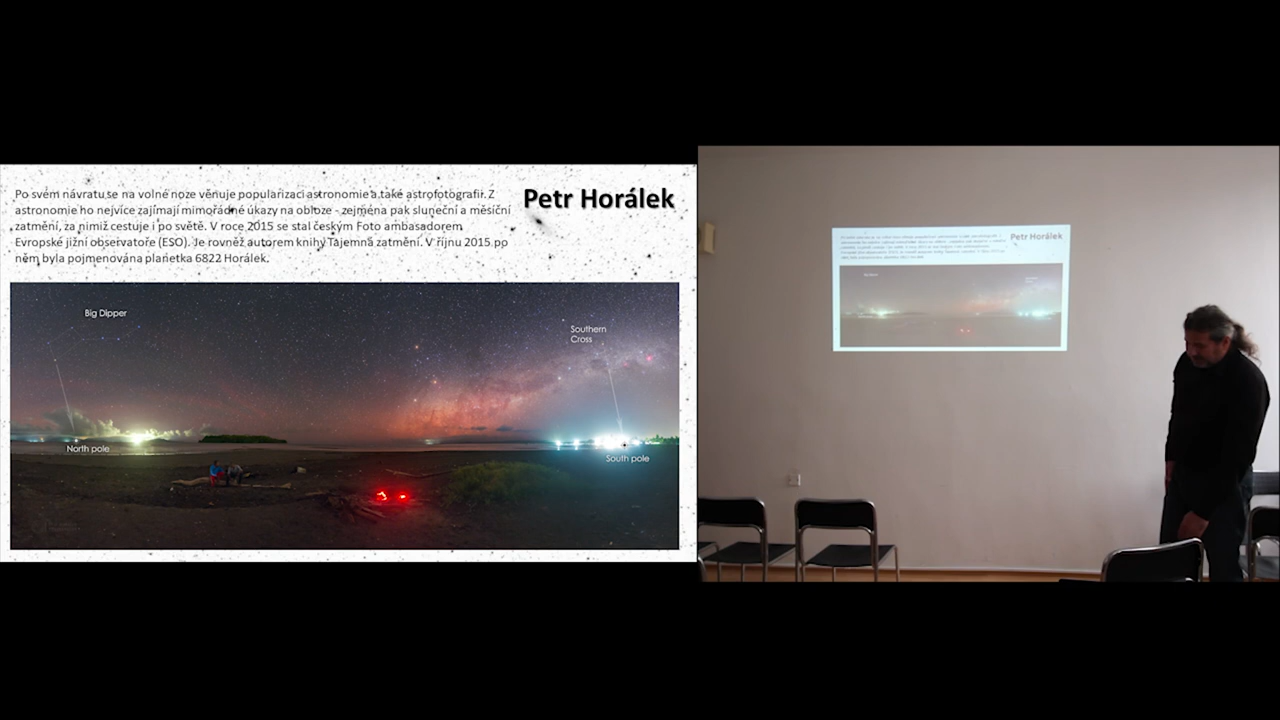 Po svém návratu se na volné noze věnuje popularizaci astronomie a také astrofotografii. Z
astronomie ho nejvíce zajímají mimořádné úkazy na obloze - zejména pak sluneční a měsíční
zatmění, za nimiž cestuje i po světě. V roce 2015 se stal českým Foto ambasadorem
Evropské jižní observatoře (ESO). Je rovněž autorem knihy Tajemná zatmění. V říjnu 2015 po
něm byla pojmenována planetka 6822 Horálek.
Petr Horálek
Big Dipper
Southern
Cross
North pole
South pole
Petr Horálek